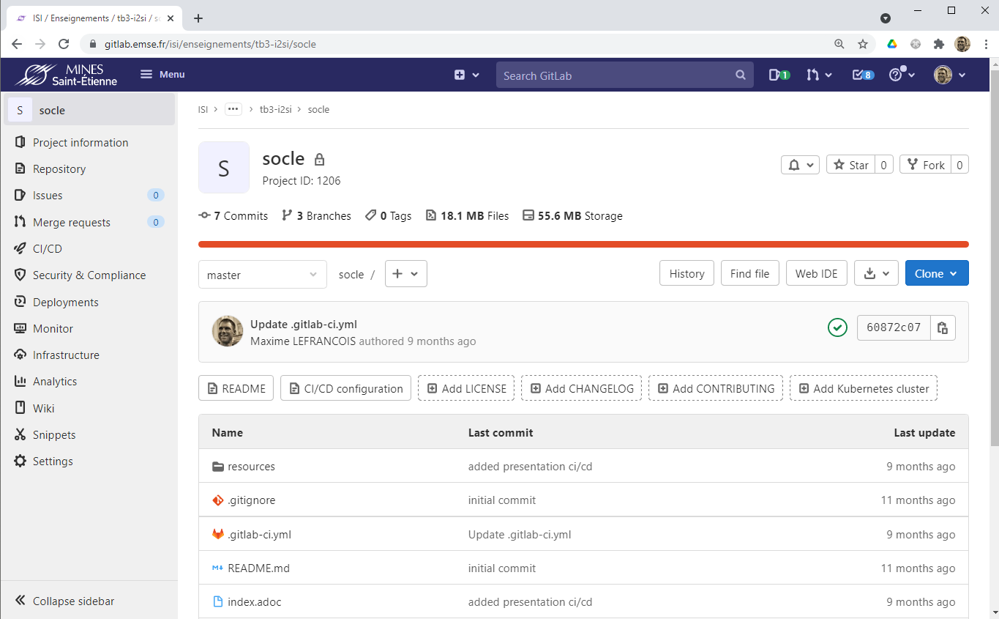 ISI / Enseignements / tb3-i2si / so
gitlab.emse.fr/isi/enseignements/tb3-i2si/socle
MINES
Saint-Étienne
Menu
Search GitLab
1
8
S socle
Project information
Repository
Issues 0
Merge requests 0
CI/CD
Security & Compliance
Deployments
Monitor
Infrastructure
Analytics
Wiki
Snippets
Settings
Collapse sidebar
ISI > ... > tb3-i2si > socle
S
socle
Project ID: 1206
Star 0
Fork 0
7 Commits 3 Branches 0 Tags 18.1 MB Files 55.6 MB Storage
master socle / + History Find file Web IDE Clone
Update .gitlab-ci.yml
Maxime LEFRANCOIS authored 9 months ago
60872c07
README CI/CD configuration Add LICENSE Add CHANGELOG Add CONTRIBUTING Add Kubernetes cluster
Name Last commit Last update
resources added presentation ci/cd 9 months ago
.gitignore initial commit 11 months ago
.gitlab-ci.yml Update .gitlab-ci.yml 9 months ago
M README.md initial commit 11 months ago
index.adoc added presentation ci/cd 9 months ago